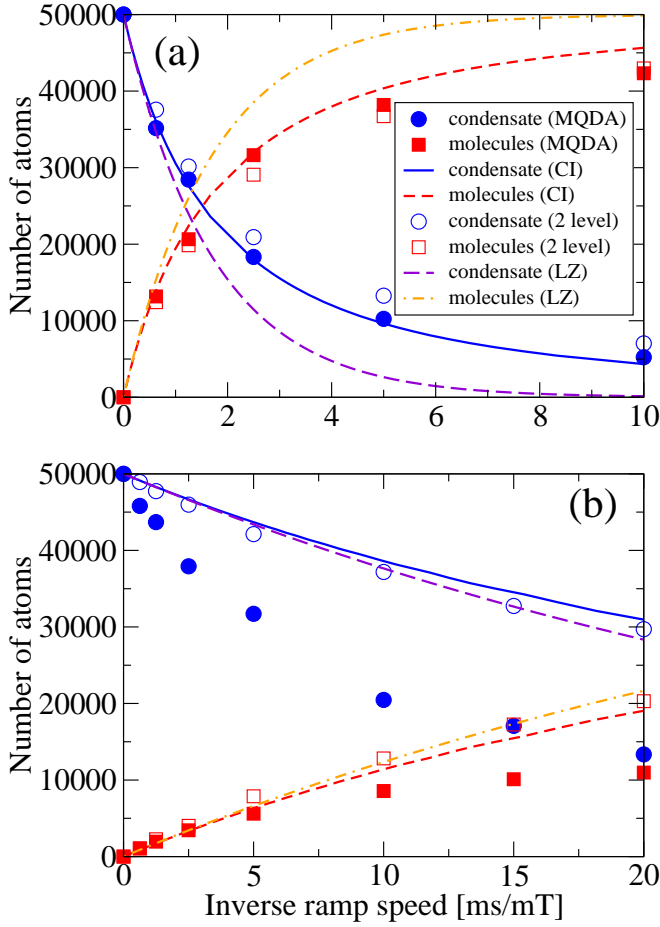 50000
40000
30000
20000
10000
0
Number of atoms
(a)
condensate (MQDA)
molecules (MQDA)
condensate (CI)
molecules (CI)
condensate (2 level)
molecules (2 level)
condensate (LZ)
molecules (LZ)
0 2 4 6 8 10
50000
40000
30000
20000
10000
0
Number of atoms
(b)
0 5 10 15 20
Inverse ramp speed [ms/mT]